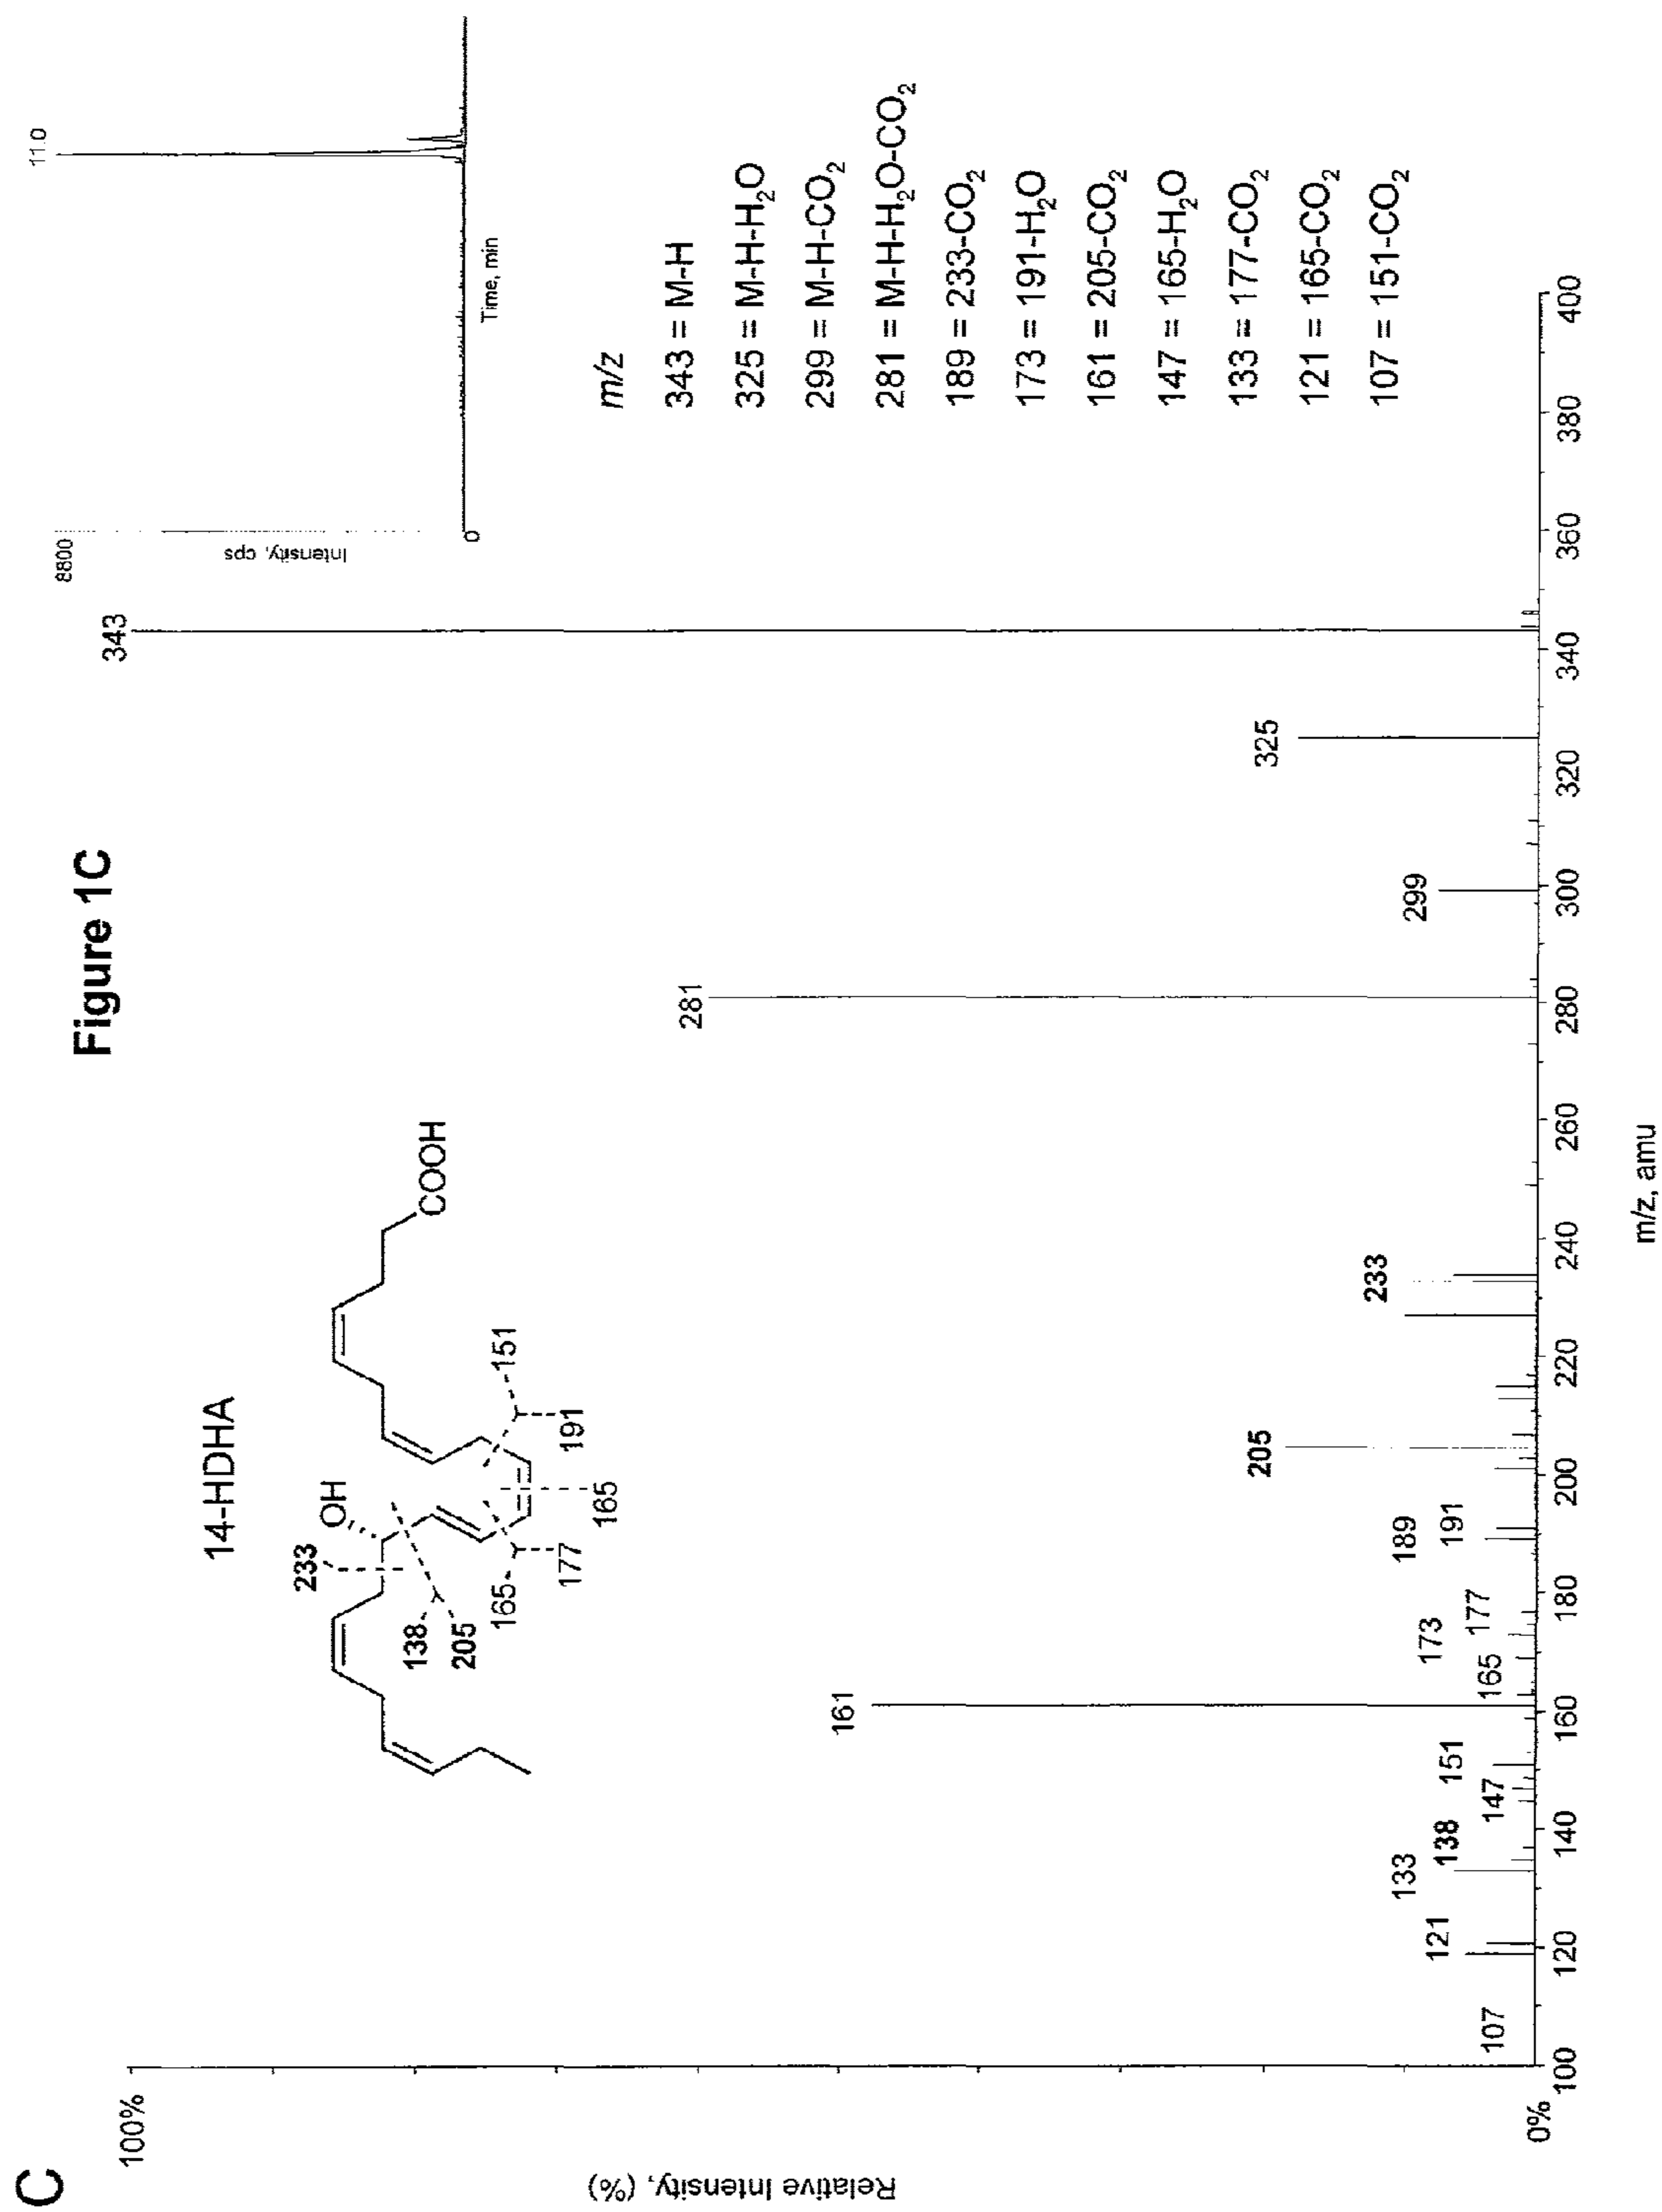 C
Figure 1C
14-HDHA
OH
COOH
233
138
205
165
177
165
191
151
8800
Intensity, cps
0
11.0
Time, min
m/z
343 = M-H
325 = M-H-H₂O
299 = M-H-CO₂
281 = M-H-H₂O-CO₂
189 = 233-CO₂
173 = 191-H₂O
161 = 205-CO₂
147 = 165-H₂O
133 = 177-CO₂
121 = 165-CO₂
107 = 151-CO₂
100%
0%
Relative Intensity, (%)
107
121
133
138
147
151
161
165
173
177
189
191
205
233
281
299
325
343
100 120 140 160 180 200 220 240 260 280 300 320 340 360 380 400
m/z, amu